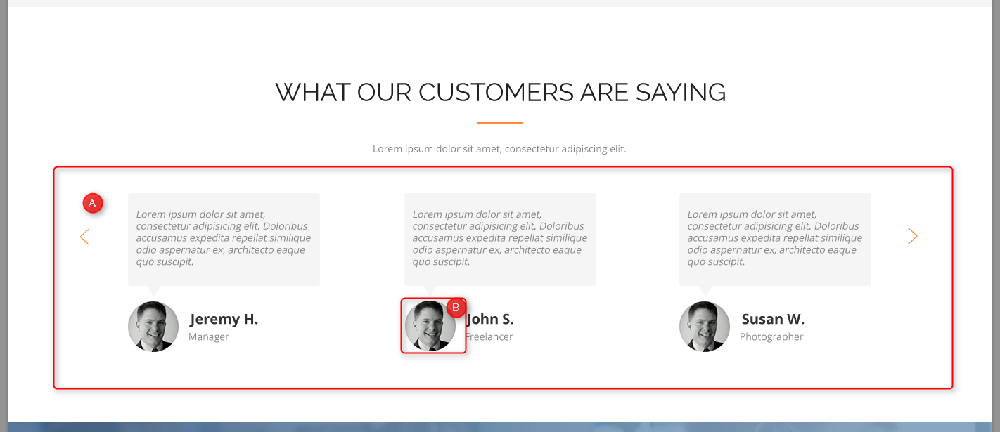 WHAT OUR CUSTOMERS ARE SAYING
Lorem ipsum dolor sit amet, consectetur adipiscing elit.
A
Lorem ipsum dolor sit amet,
consectetur adipisicing elit. Doloribus
accusamus expedita repellat similique
odio aspernatur ex, architecto eaque
quo suscipit.
Jeremy H.
Manager
Lorem ipsum dolor sit amet,
consectetur adipisicing elit. Doloribus
accusamus expedita repellat similique
odio aspernatur ex, architecto eaque
quo suscipit.
B
John S.
Freelancer
Lorem ipsum dolor sit amet,
consectetur adipisicing elit. Doloribus
accusamus expedita repellat similique
odio aspernatur ex, architecto eaque
quo suscipit.
Susan W.
Photographer